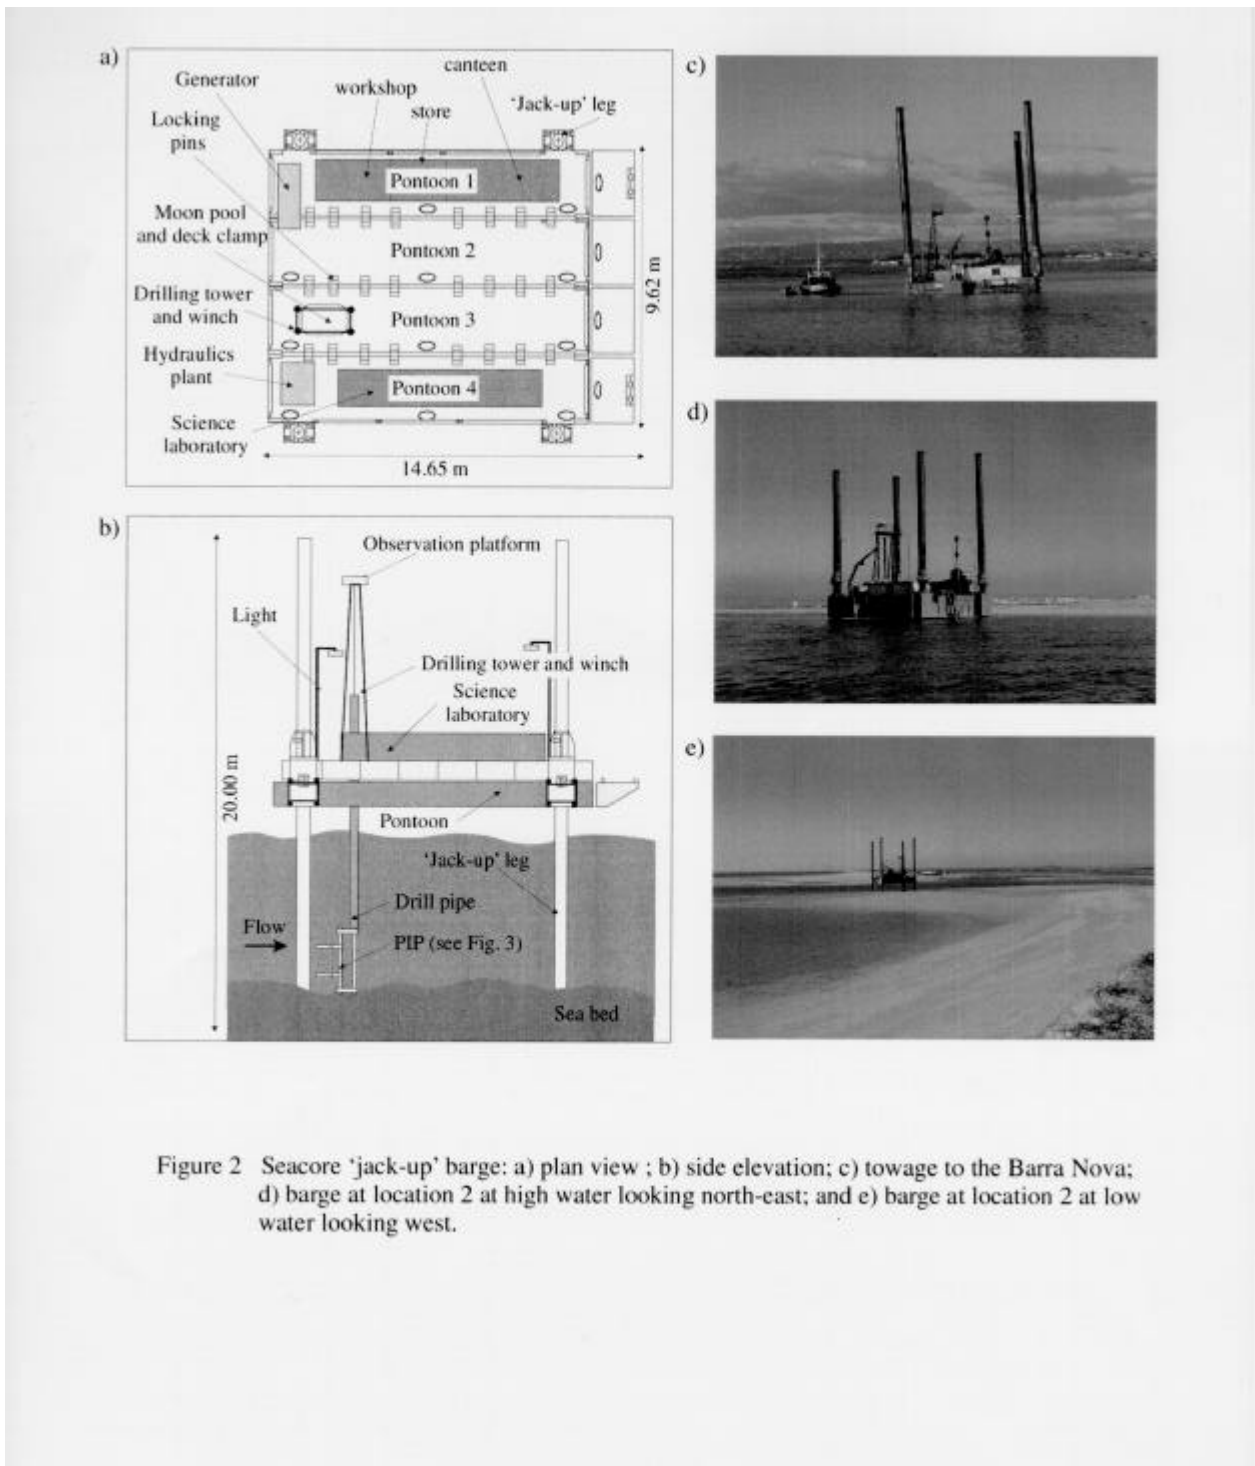 a)
Generator
workshop
canteen
store
'Jack-up' leg
Locking
pins
Pontoon 1
Moon pool
and deck clamp
Pontoon 2
Drilling tower
and winch
Pontoon 3
Hydraulics
plant
Pontoon 4
Science
laboratory
14.65 m
9.62 m
b)
Observation platform
Light
Drilling tower and winch
Science
laboratory
20.00 m
Pontoon
'Jack-up' leg
Drill pipe
Flow
PIP (see Fig. 3)
Sea bed
c)
d)
e)
Figure 2 Seacore 'jack-up' barge: a) plan view ; b) side elevation; c) towage to the Barra Nova;
d) barge at location 2 at high water looking north-east; and e) barge at location 2 at low
water looking west.